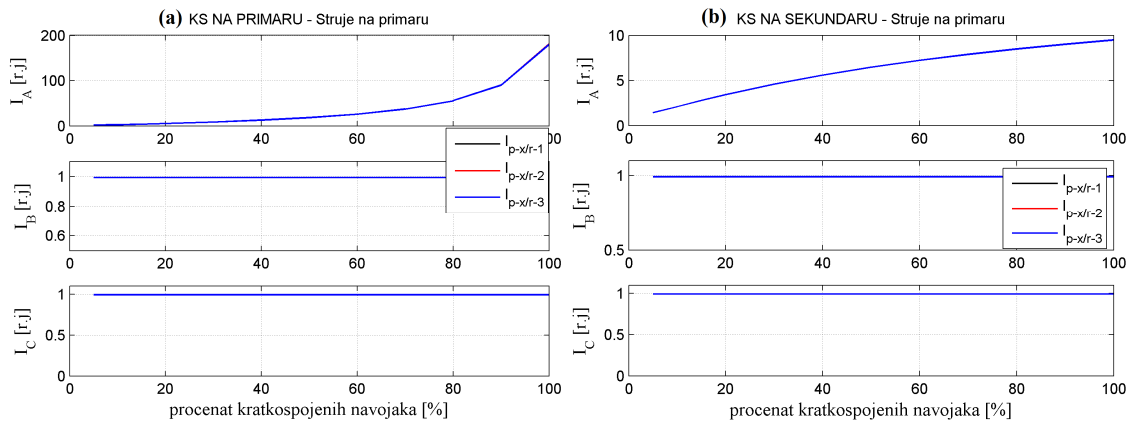 (a) KS NA PRIMARU - Struje na primaru
200
100
0
I_A [r.j]
0 20 40 60 80 100
1
0.8
0.6
I_B [r.j]
I_p-x/r-1
I_p-x/r-2
I_p-x/r-3
0 20 40 60 80 100
1
0.5
0
I_C [r.j]
0 20 40 60 80 100
procenat kratkospojenih navojaka [%]
(b) KS NA SEKUNDARU - Struje na primaru
10
5
0
I_A [r.j]
0 20 40 60 80 100
1
0.5
I_B [r.j]
I_p-x/r-1
I_p-x/r-2
I_p-x/r-3
0 20 40 60 80 100
1
0.5
0
I_C [r.j]
0 20 40 60 80 100
procenat kratkospojenih navojaka [%]